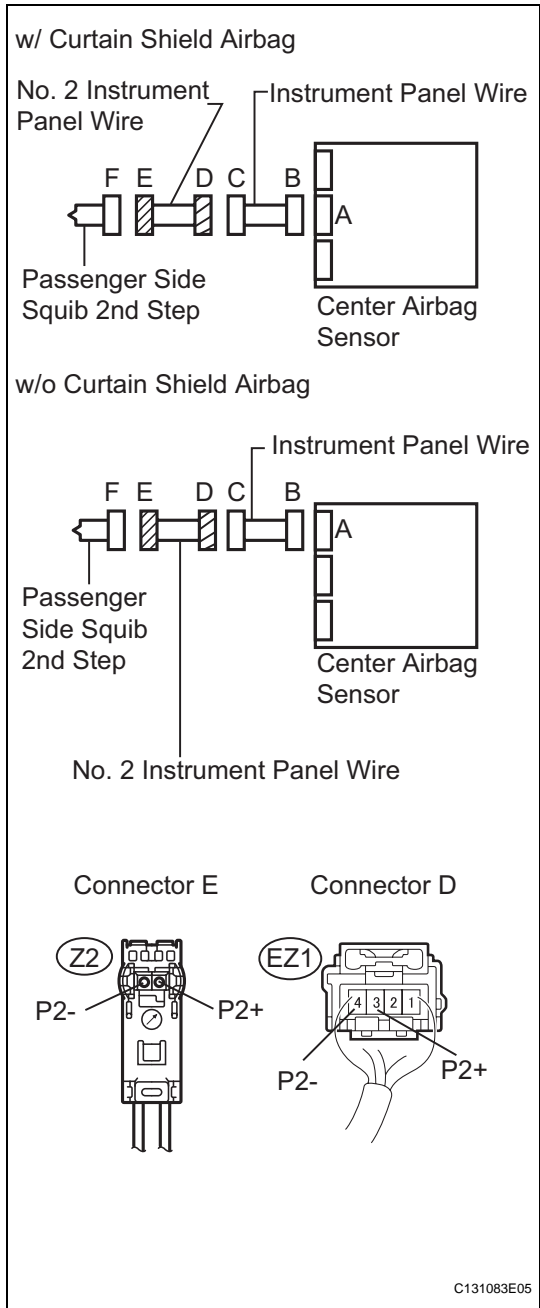 w/ Curtain Shield Airbag
No. 2 Instrument
Panel Wire
Instrument Panel Wire
F E D C B
A
Passenger Side
Squib 2nd Step
Center Airbag
Sensor
w/o Curtain Shield Airbag
Instrument Panel Wire
F E D C B
A
Passenger
Side Squib
2nd Step
Center Airbag
Sensor
No. 2 Instrument Panel Wire
Connector E
Connector D
Z2
P2-
P2+
EZ1
4 3 2 1
P2-
P2+
C131083E05